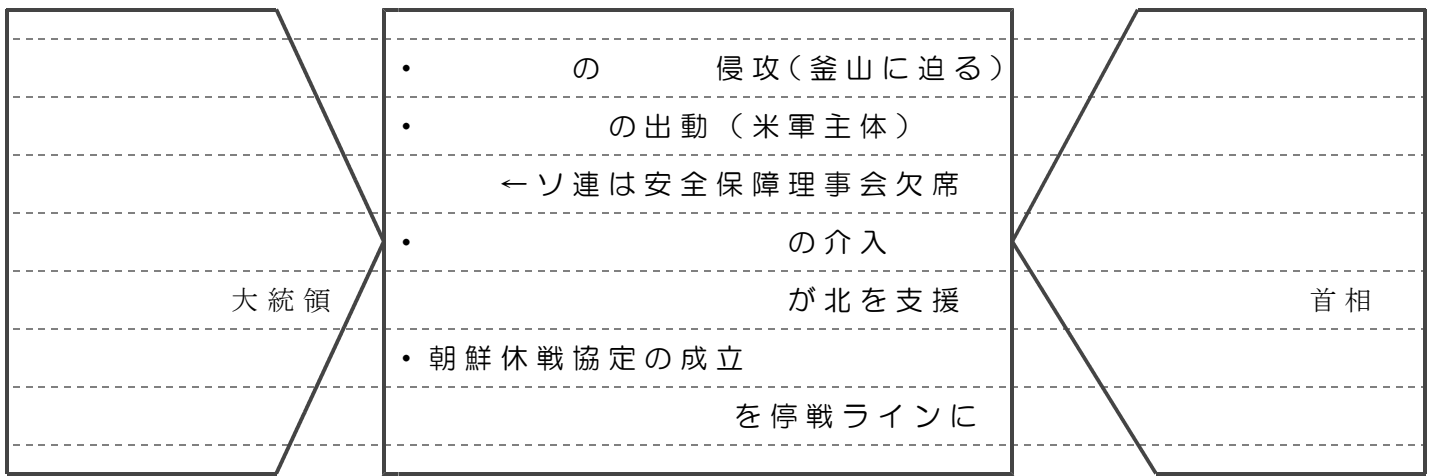 ・　　　　の　　　侵攻(釜山に迫る)
・　　　　　の出動（米軍主体）
←ソ連は安全保障理事会欠席
・　　　　　　　　　　の介入
大統領
が北を支援
首相
・朝鮮休戦協定の成立
を停戦ラインに